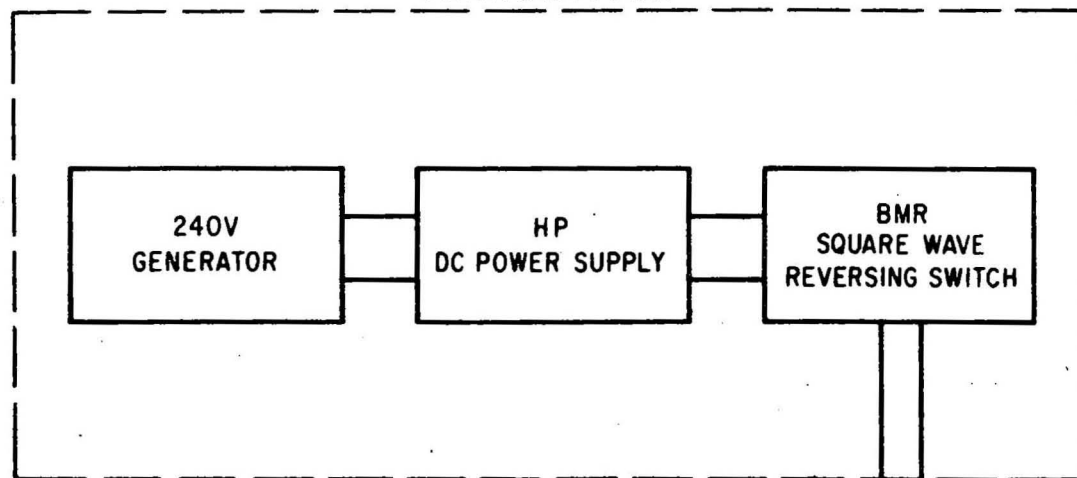 240V
GENERATOR
HP
DC POWER SUPPLY
BMR
SQUARE WAVE
REVERSING SWITCH